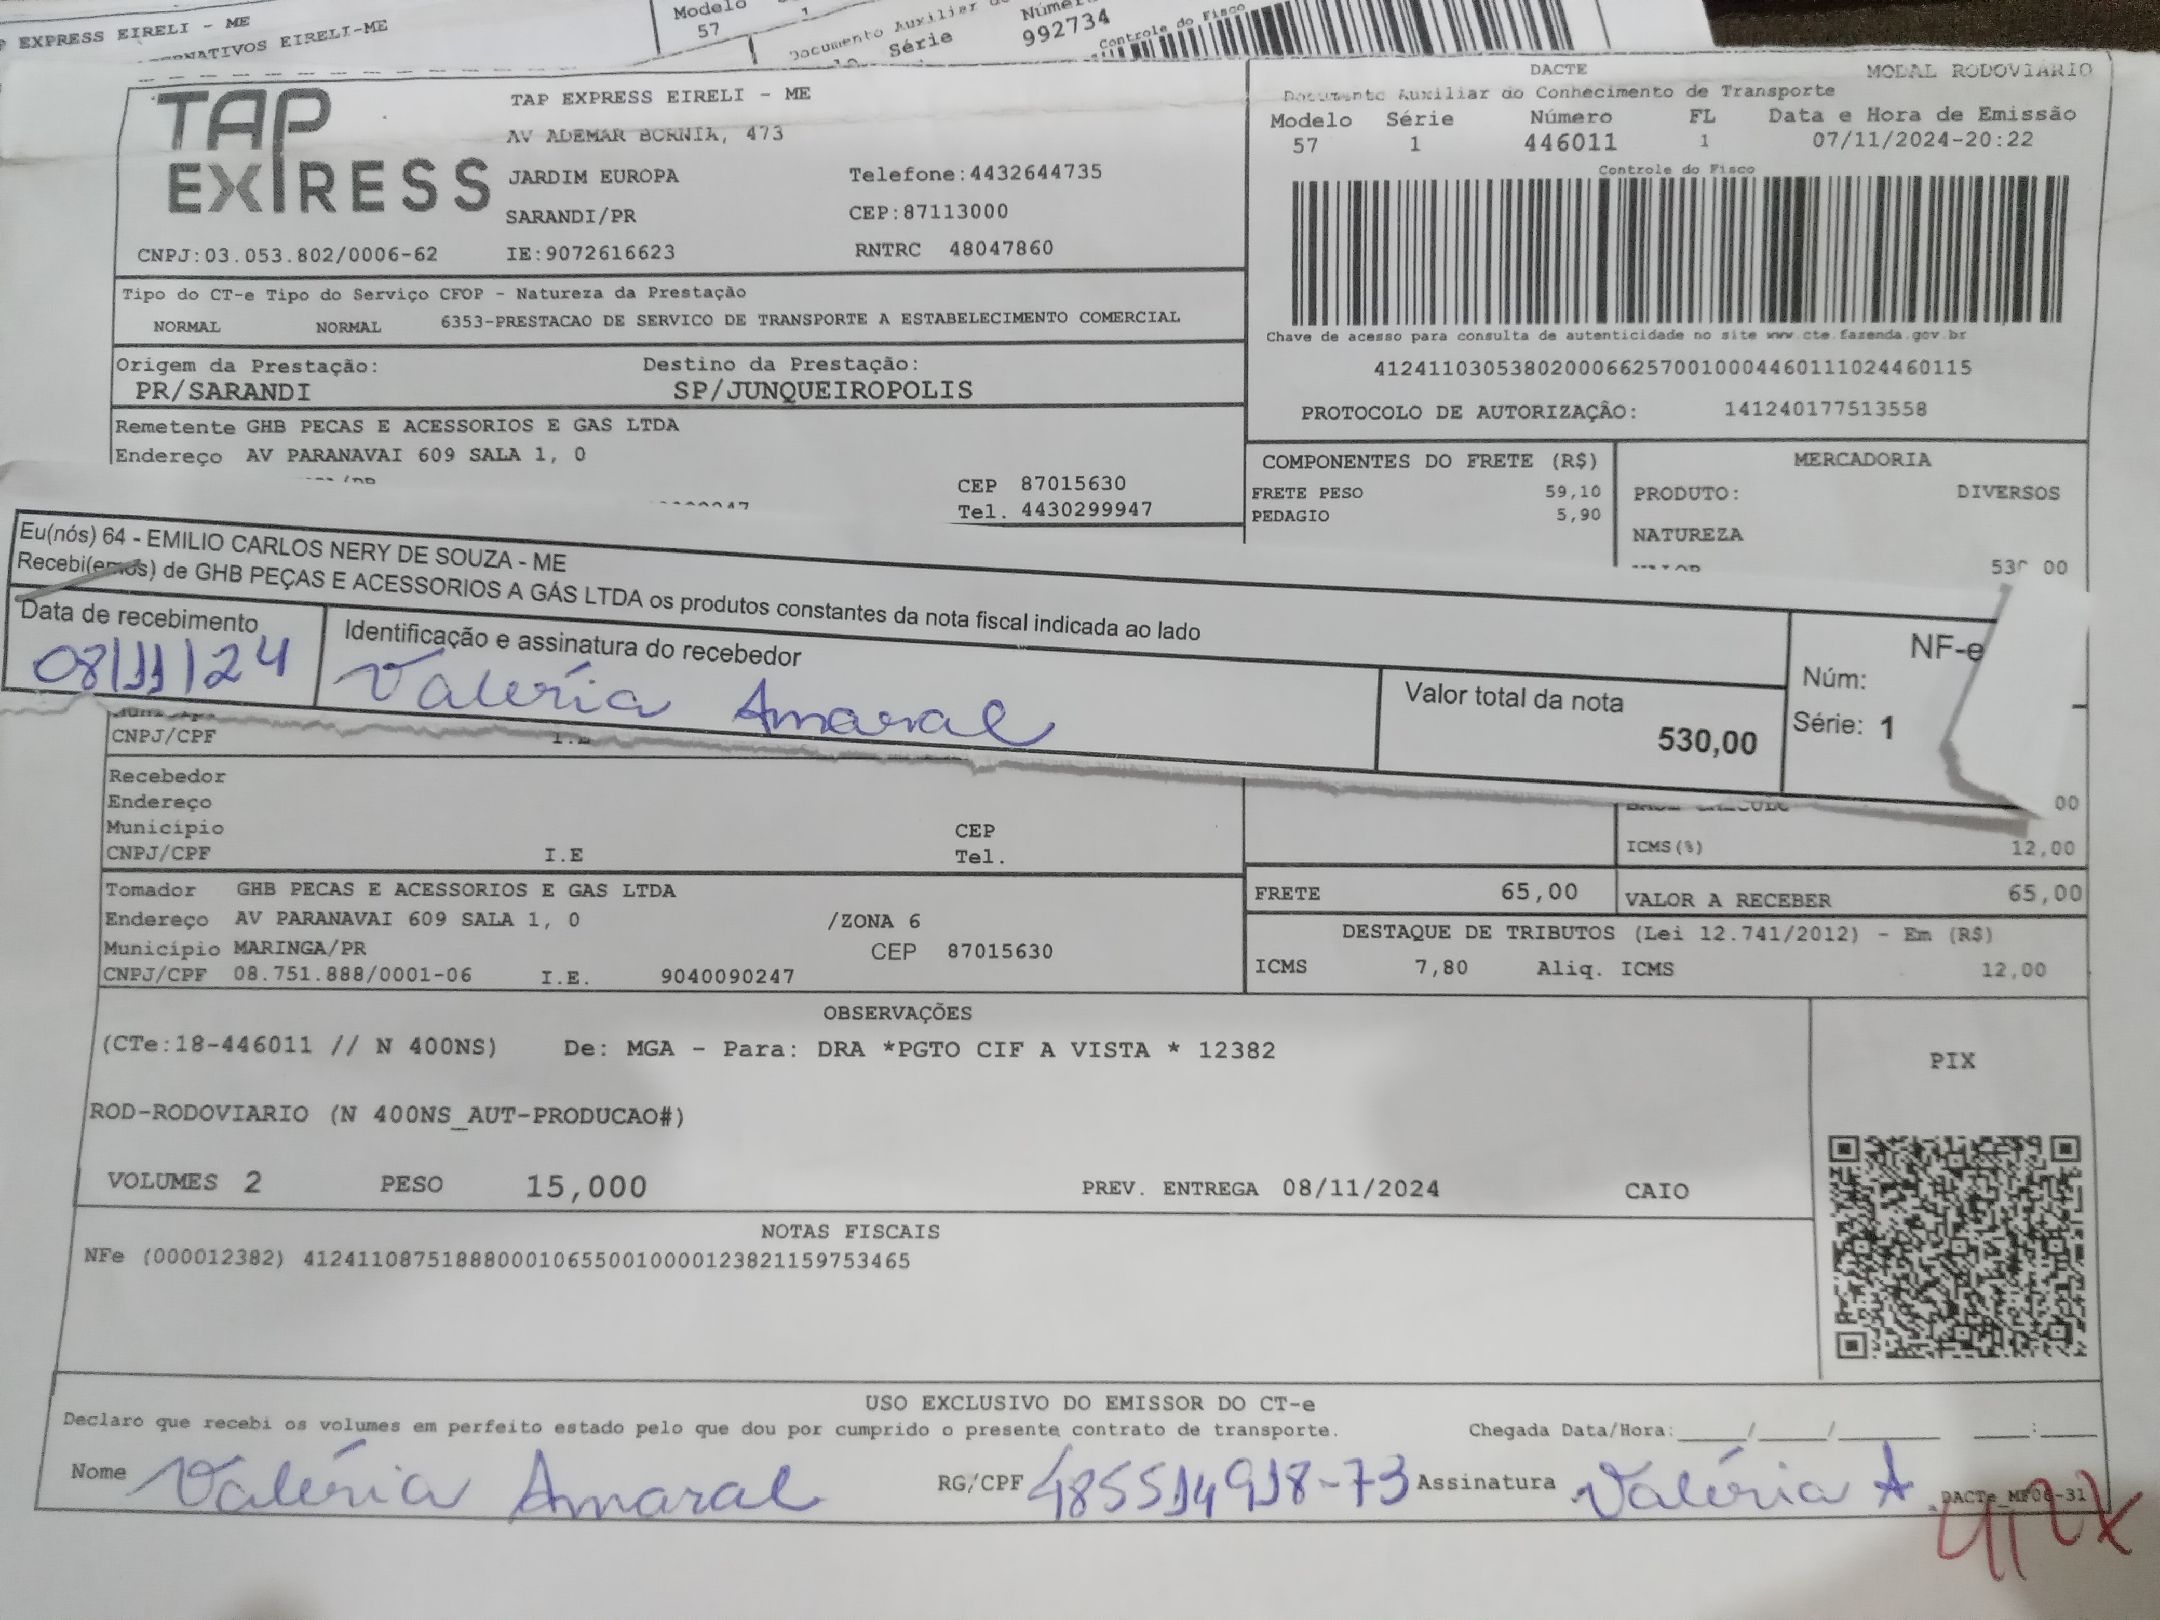 EXPRESS EIRELI - ME
EIRELI-ME
Modelo
57
1
Documento Auxiliar
Série
992734
Controle do Fisco
TAP EXPRESS
TAP EXPRESS EIRELI - ME
AV ADEMAR BORNIA, 473
JARDIM EUROPA Telefone:4432644735
SARANDI/PR CEP:87113000
CNPJ:03.053.802/0006-62 IE:9072616623 RNTRC 48047860
DACTE MODAL RODOVIÁRIO
Documento Auxiliar do Conhecimento de Transporte
Modelo Série Número FL Data e Hora de Emissão
57 1 446011 1 07/11/2024-20:22
Controle do Fisco
Chave de acesso para consulta de autenticidade no site www.cte.fazenda.gov.br
41241103053802000662570010004460111024460115
PROTOCOLO DE AUTORIZAÇÃO: 141240177513558
Tipo do CT-e Tipo do Serviço CFOP - Natureza da Prestação
NORMAL NORMAL 6353-PRESTACAO DE SERVICO DE TRANSPORTE A ESTABELECIMENTO COMERCIAL
Origem da Prestação: Destino da Prestação:
PR/SARANDI SP/JUNQUEIROPOLIS
Remetente GHB PECAS E ACESSORIOS E GAS LTDA
Endereço AV PARANAVAI 609 SALA 1, 0
CEP 87015630
Tel. 4430299947
COMPONENTES DO FRETE (R$)
FRETE PESO 59,10
PEDAGIO 5,90
MERCADORIA
PRODUTO: DIVERSOS
NATUREZA
Eu(nós) 64 - EMILIO CARLOS NERY DE SOUZA - ME
Recebi(emos) de GHB PEÇAS E ACESSORIOS A GÁS LTDA os produtos constantes da nota fiscal indicada ao lado
Data de recebimento
08/11/24
Identificação e assinatura do recebedor
Valéria Amaral
Valor total da nota
530,00
NF-e
Núm:
Série: 1
CNPJ/CPF
Recebedor
Endereço
Município CEP
CNPJ/CPF I.E Tel.
ICMS(%) 12,00
Tomador GHB PECAS E ACESSORIOS E GAS LTDA
Endereço AV PARANAVAI 609 SALA 1, 0 /ZONA 6
Município MARINGA/PR CEP 87015630
CNPJ/CPF 08.751.888/0001-06 I.E. 9040090247
FRETE 65,00 VALOR A RECEBER 65,00
DESTAQUE DE TRIBUTOS (Lei 12.741/2012) - Em (R$)
ICMS 7,80 Aliq. ICMS 12,00
OBSERVAÇÕES
(CTe:18-446011 // N 400NS) De: MGA - Para: DRA *PGTO CIF A VISTA * 12382
ROD-RODOVIARIO (N 400NS_AUT-PRODUCAO#)
PIX
VOLUMES 2 PESO 15,000 PREV. ENTREGA 08/11/2024 CAIO
NOTAS FISCAIS
NFe (000012382) 41241108751888000106550010000123821159753465
USO EXCLUSIVO DO EMISSOR DO CT-e
Declaro que recebi os volumes em perfeito estado pelo que dou por cumprido o presente contrato de transporte. Chegada Data/Hora:____/____/______ ___:___
Nome Valéria Amaral RG/CPF 485514918-73 Assinatura Valéria A
DACTe_MF06-31